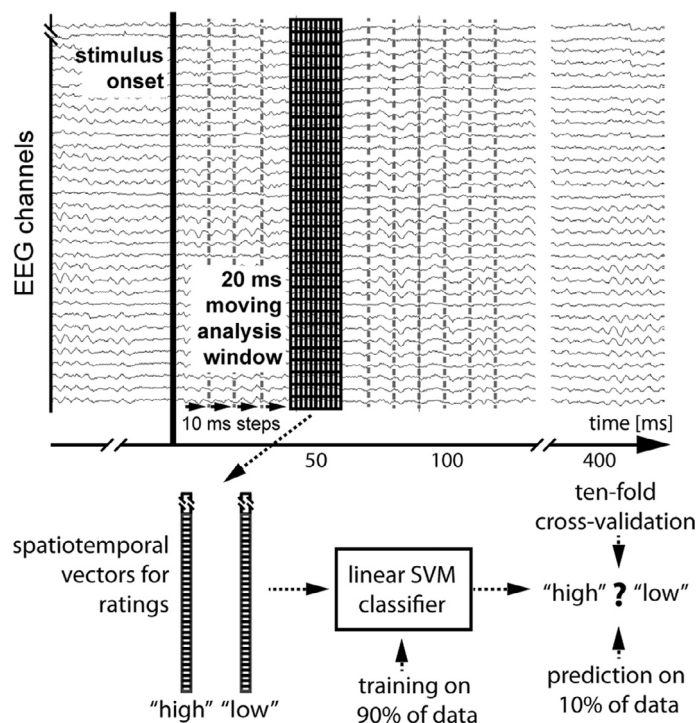 stimulus
onset
EEG channels
20 ms
moving
analysis
window
10 ms steps
time [ms]
50
100
400
ten-fold
cross-validation
spatiotemporal
vectors for
ratings
linear SVM
classifier
"high" ? "low"
"high" "low"
training on
90% of data
prediction on
10% of data